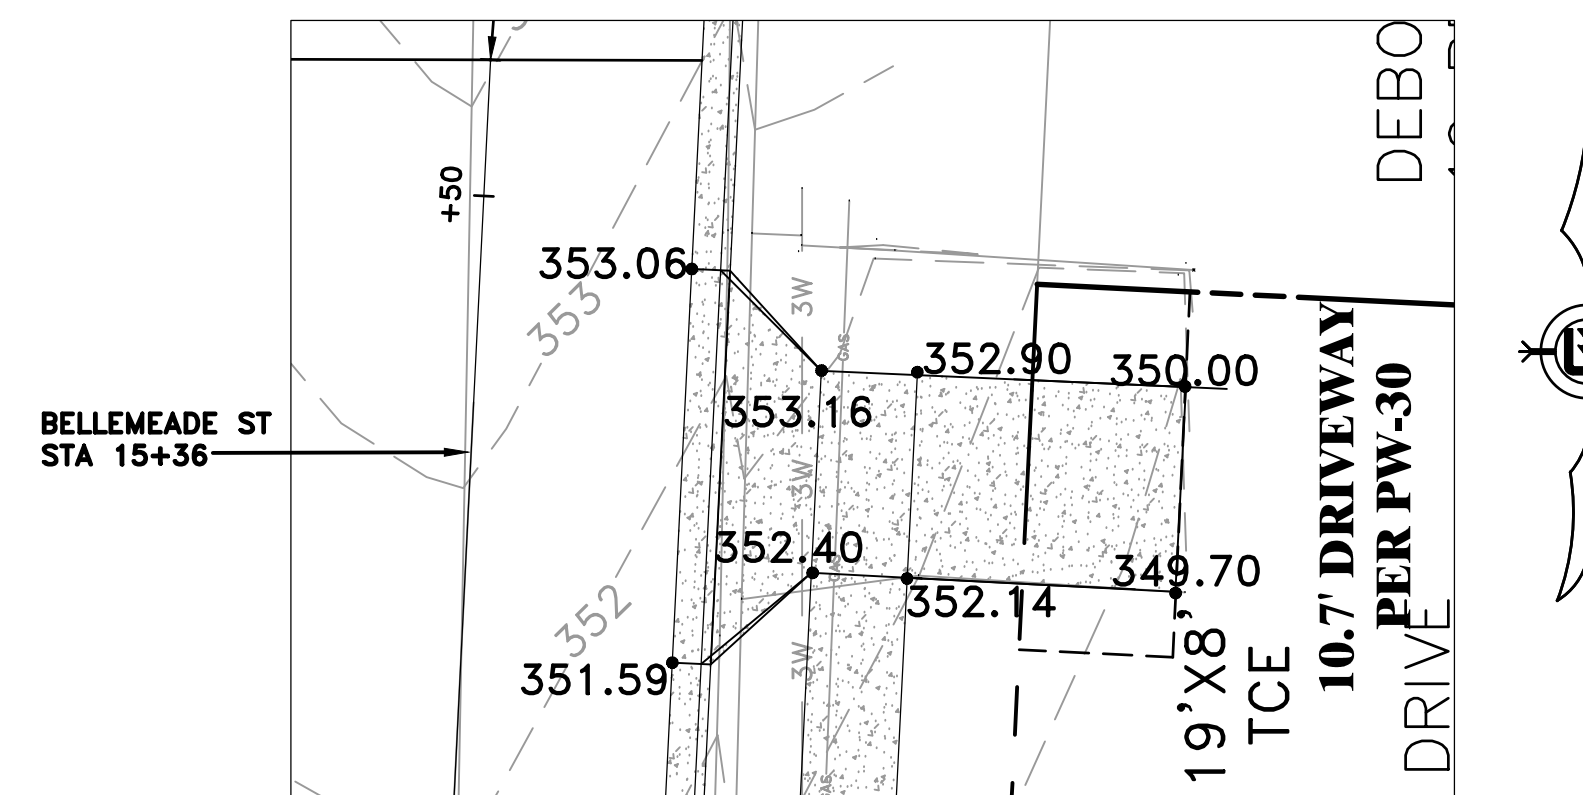 DEBO
+50
353.06
353
3W
GAS
352.90
350.00
353.16
BELLEMEADE ST
STA 15+36
3W
352.40
GAS
349.70
352.14
352
3W
351.59
GAS
19'X8'
TCE
10.7' DRIVEWAY
PER PW-30
DRIVE